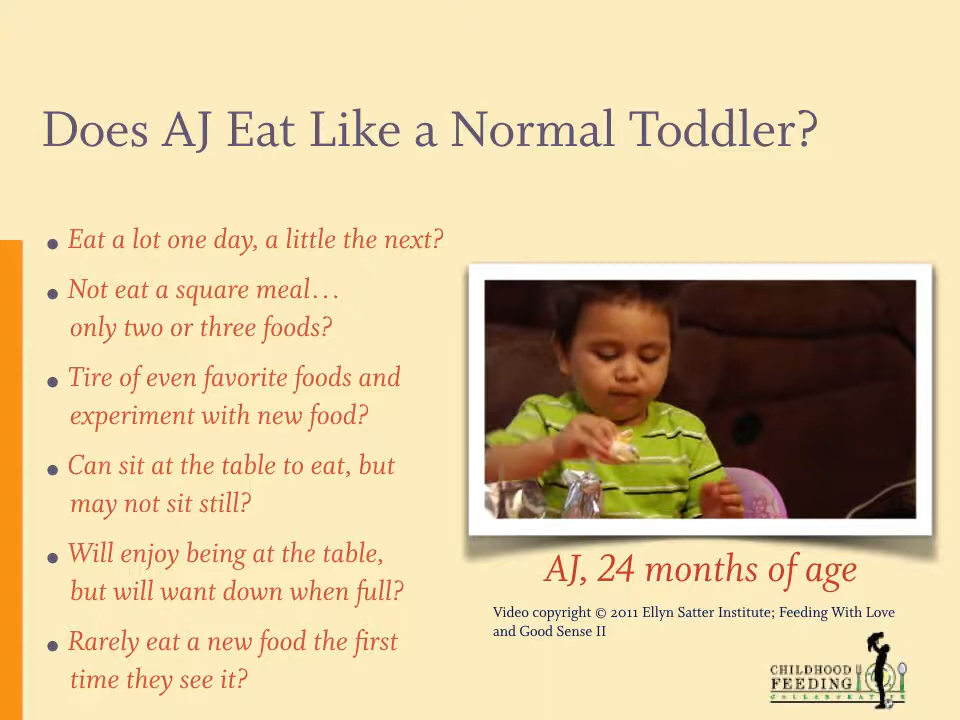 Does AJ Eat Like a Normal Toddler?
• Eat a lot one day, a little the next?
• Not eat a square meal…
only two or three foods?
• Tire of even favorite foods and
experiment with new food?
• Can sit at the table to eat, but
may not sit still?
• Will enjoy being at the table,
but will want down when full?
• Rarely eat a new food the first
time they see it?
AJ, 24 months of age
Video copyright © 2011 Ellyn Satter Institute; Feeding With Love
and Good Sense II
CHILDHOOD
FEEDING
COLLABORATIVE